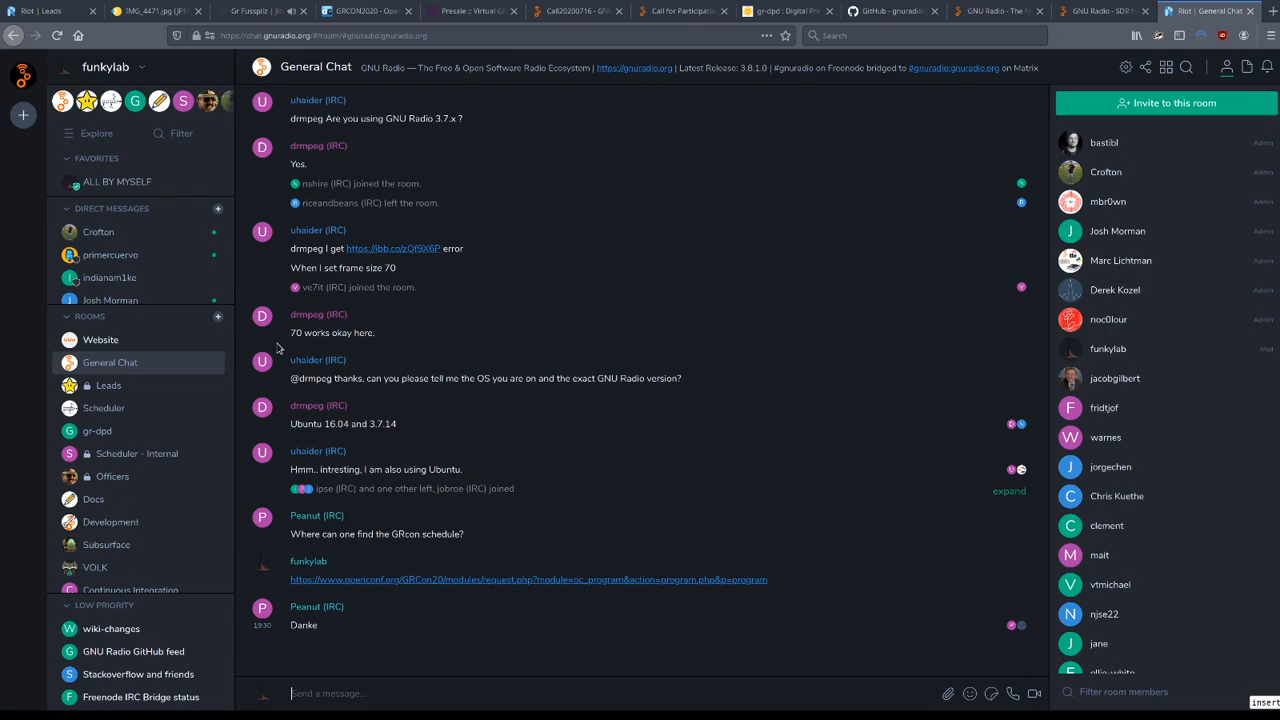 Riot | Leads
IMG_4471.jpg (JPE
Gr Fusspilz | Jit
GRCON2020 - Ope
Presale :: Virtual G
Call20200716 - GN
Call for Participatio
gr-dpd : Digital Pre
GitHub - gnuradio/
GNU Radio - The Fr
GNU Radio - SDR f
Riot | General Chat
https://chat.gnuradio.org/#/room/#gnuradio:gnuradio.org
Search
funkylab
General Chat
GNU Radio — The Free & Open Software Radio Ecosystem | https://gnuradio.org | Latest Release: 3.8.1.0 | #gnuradio on Freenode bridged to #gnuradio:gnuradio.org on Matrix
Explore
Filter
FAVORITES
ALL BY MYSELF
DIRECT MESSAGES
Crofton
primercuervo
indianam1ke
Josh Morman
ROOMS
Website
General Chat
Leads
Scheduler
gr-dpd
Scheduler - Internal
Officers
Docs
Development
Subsurface
VOLK
Continuous Integration
LOW PRIORITY
wiki-changes
GNU Radio GitHub feed
Stackoverflow and friends
Freenode IRC Bridge status
uhaider (IRC)
drmpeg Are you using GNU Radio 3.7.x ?
drmpeg (IRC)
Yes.
nshire (IRC) joined the room.
riceandbeans (IRC) left the room.
uhaider (IRC)
drmpeg I get https://ibb.co/zQf9X6P error
When I set frame size 70
ve7it (IRC) joined the room.
drmpeg (IRC)
70 works okay here.
uhaider (IRC)
@drmpeg thanks, can you please tell me the OS you are on and the exact GNU Radio version?
drmpeg (IRC)
Ubuntu 16.04 and 3.7.14
uhaider (IRC)
Hmm.. intresting, I am also using Ubuntu.
ipse (IRC) and one other left, jobroe (IRC) joined
expand
Peanut (IRC)
Where can one find the GRcon schedule?
funkylab
https://www.openconf.org/GRCon20/modules/request.php?module=oc_program&action=program.php&p=program
Peanut (IRC)
19:30
Danke
Send a message…
Invite to this room
bastibl
Admin
Crofton
Admin
mbr0wn
Admin
Josh Morman
Admin
Marc Lichtman
Admin
Derek Kozel
Admin
noc0lour
Admin
funkylab
Mod
jacobgilbert
fridtjof
warnes
jorgechen
Chris Kuethe
clement
mait
vtmichael
njse22
jane
ellie-white
Filter room members
insert